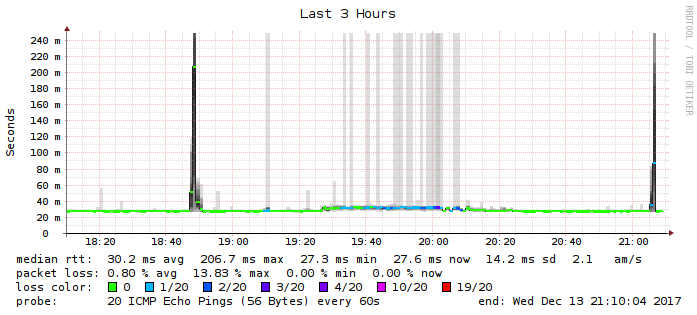 Last 3 Hours
RRDTOOL / TOBI OETIKER
Seconds
240 m
220 m
200 m
180 m
160 m
140 m
120 m
100 m
80 m
60 m
40 m
20 m
0
18:20 18:40 19:00 19:20 19:40 20:00 20:20 20:40 21:00
median rtt: 30.2 ms avg 206.7 ms max 27.3 ms min 27.6 ms now 14.2 ms sd 2.1 am/s
packet loss: 0.80 % avg 13.83 % max 0.00 % min 0.00 % now
loss color: 0 1/20 2/20 3/20 4/20 10/20 19/20
probe: 20 ICMP Echo Pings (56 Bytes) every 60s end: Wed Dec 13 21:10:04 2017